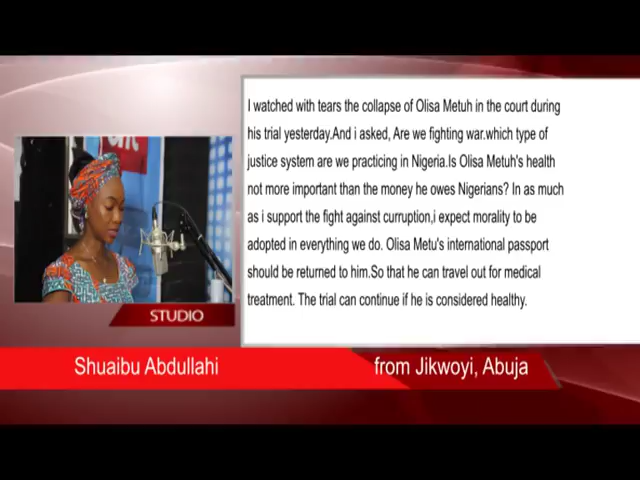 I watched with tears the collapse of Olisa Metuh in the court during
his trial yesterday.And i asked, Are we fighting war.which type of
justice system are we practicing in Nigeria.Is Olisa Metuh's health
not more important than the money he owes Nigerians? In as much
as i support the fight against curruption,i expect morality to be
adopted in everything we do. Olisa Metu's international passport
should be returned to him.So that he can travel out for medical
treatment. The trial can continue if he is considered healthy.
STUDIO
Shuaibu Abdullahi
from Jikwoyi, Abuja